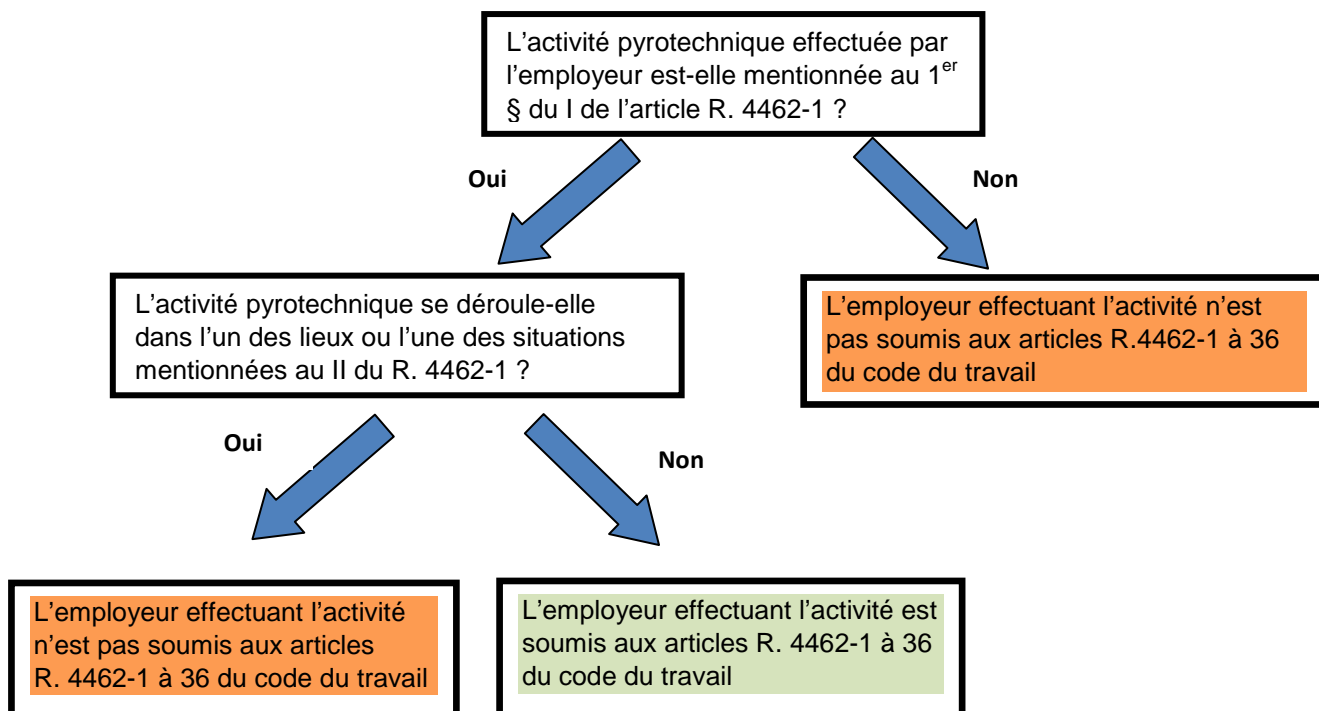 L’activité pyrotechnique effectuée par
l’employeur est-elle mentionnée au 1er
§ du I de l’article R. 4462-1 ?
Oui
Non
L’activité pyrotechnique se déroule-elle
dans l’un des lieux ou l’une des situations
mentionnées au II du R. 4462-1 ?
L’employeur effectuant l’activité n’est
pas soumis aux articles R.4462-1 à 36
du code du travail
Oui
Non
L’employeur effectuant l’activité
n’est pas soumis aux articles
R. 4462-1 à 36 du code du travail
L’employeur effectuant l’activité est
soumis aux articles R. 4462-1 à 36
du code du travail